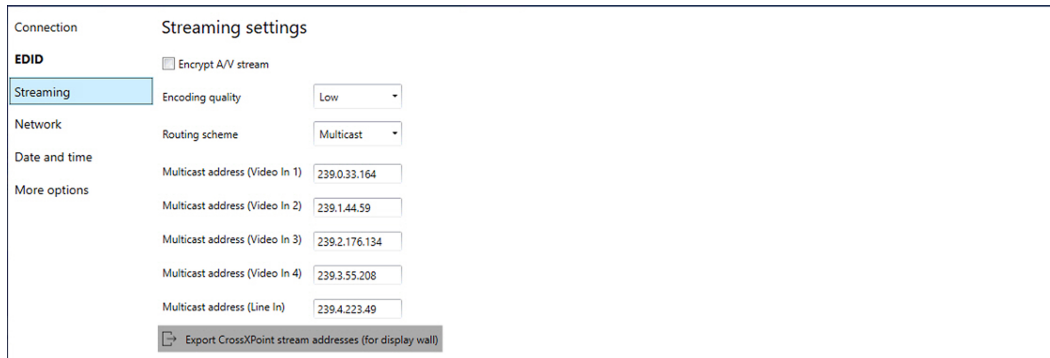 Connection
EDID
Streaming
Network
Date and time
More options
Streaming settings
Encrypt A/V stream
Encoding quality Low
Routing scheme Multicast
Multicast address (Video In 1) 239.0.33.164
Multicast address (Video In 2) 239.1.44.59
Multicast address (Video In 3) 239.2.176.134
Multicast address (Video In 4) 239.3.55.208
Multicast address (Line In) 239.4.223.49
Export CrossXPoint stream addresses (for display wall)